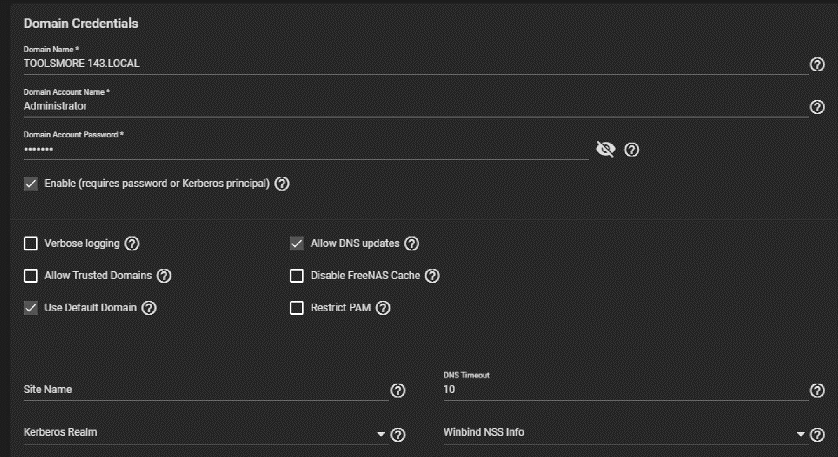 Domain Credentials
Domain Name *
TOOLSMORE 143.LOCAL
Domain Account Name *
Administrator
Domain Account Password *
•••••••
Enable (requires password or Kerberos principal)
Verbose logging
Allow DNS updates
Allow Trusted Domains
Disable FreeNAS Cache
Use Default Domain
Restrict PAM
Site Name
DNS Timeout
10
Kerberos Realm
Winbind NSS Info